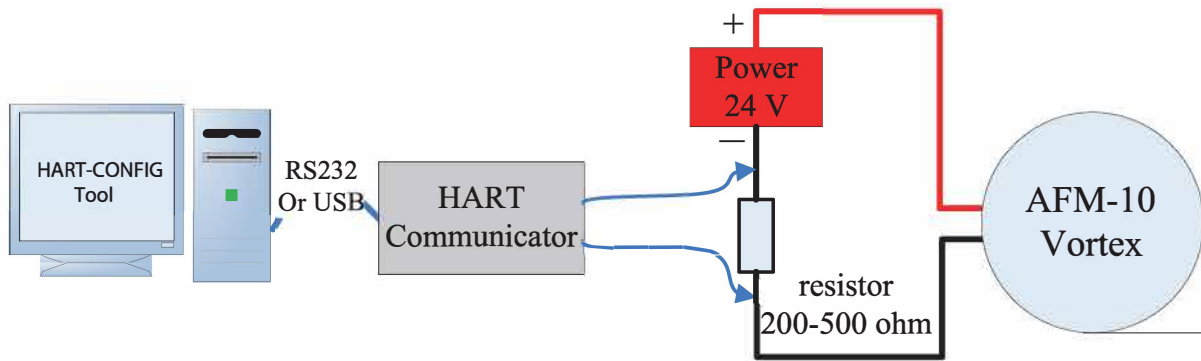 HART-CONFIG
Tool
RS232
Or USB
HART
Communicator
+
Power
24 V
−
resistor
200-500 ohm
AFM-10
Vortex